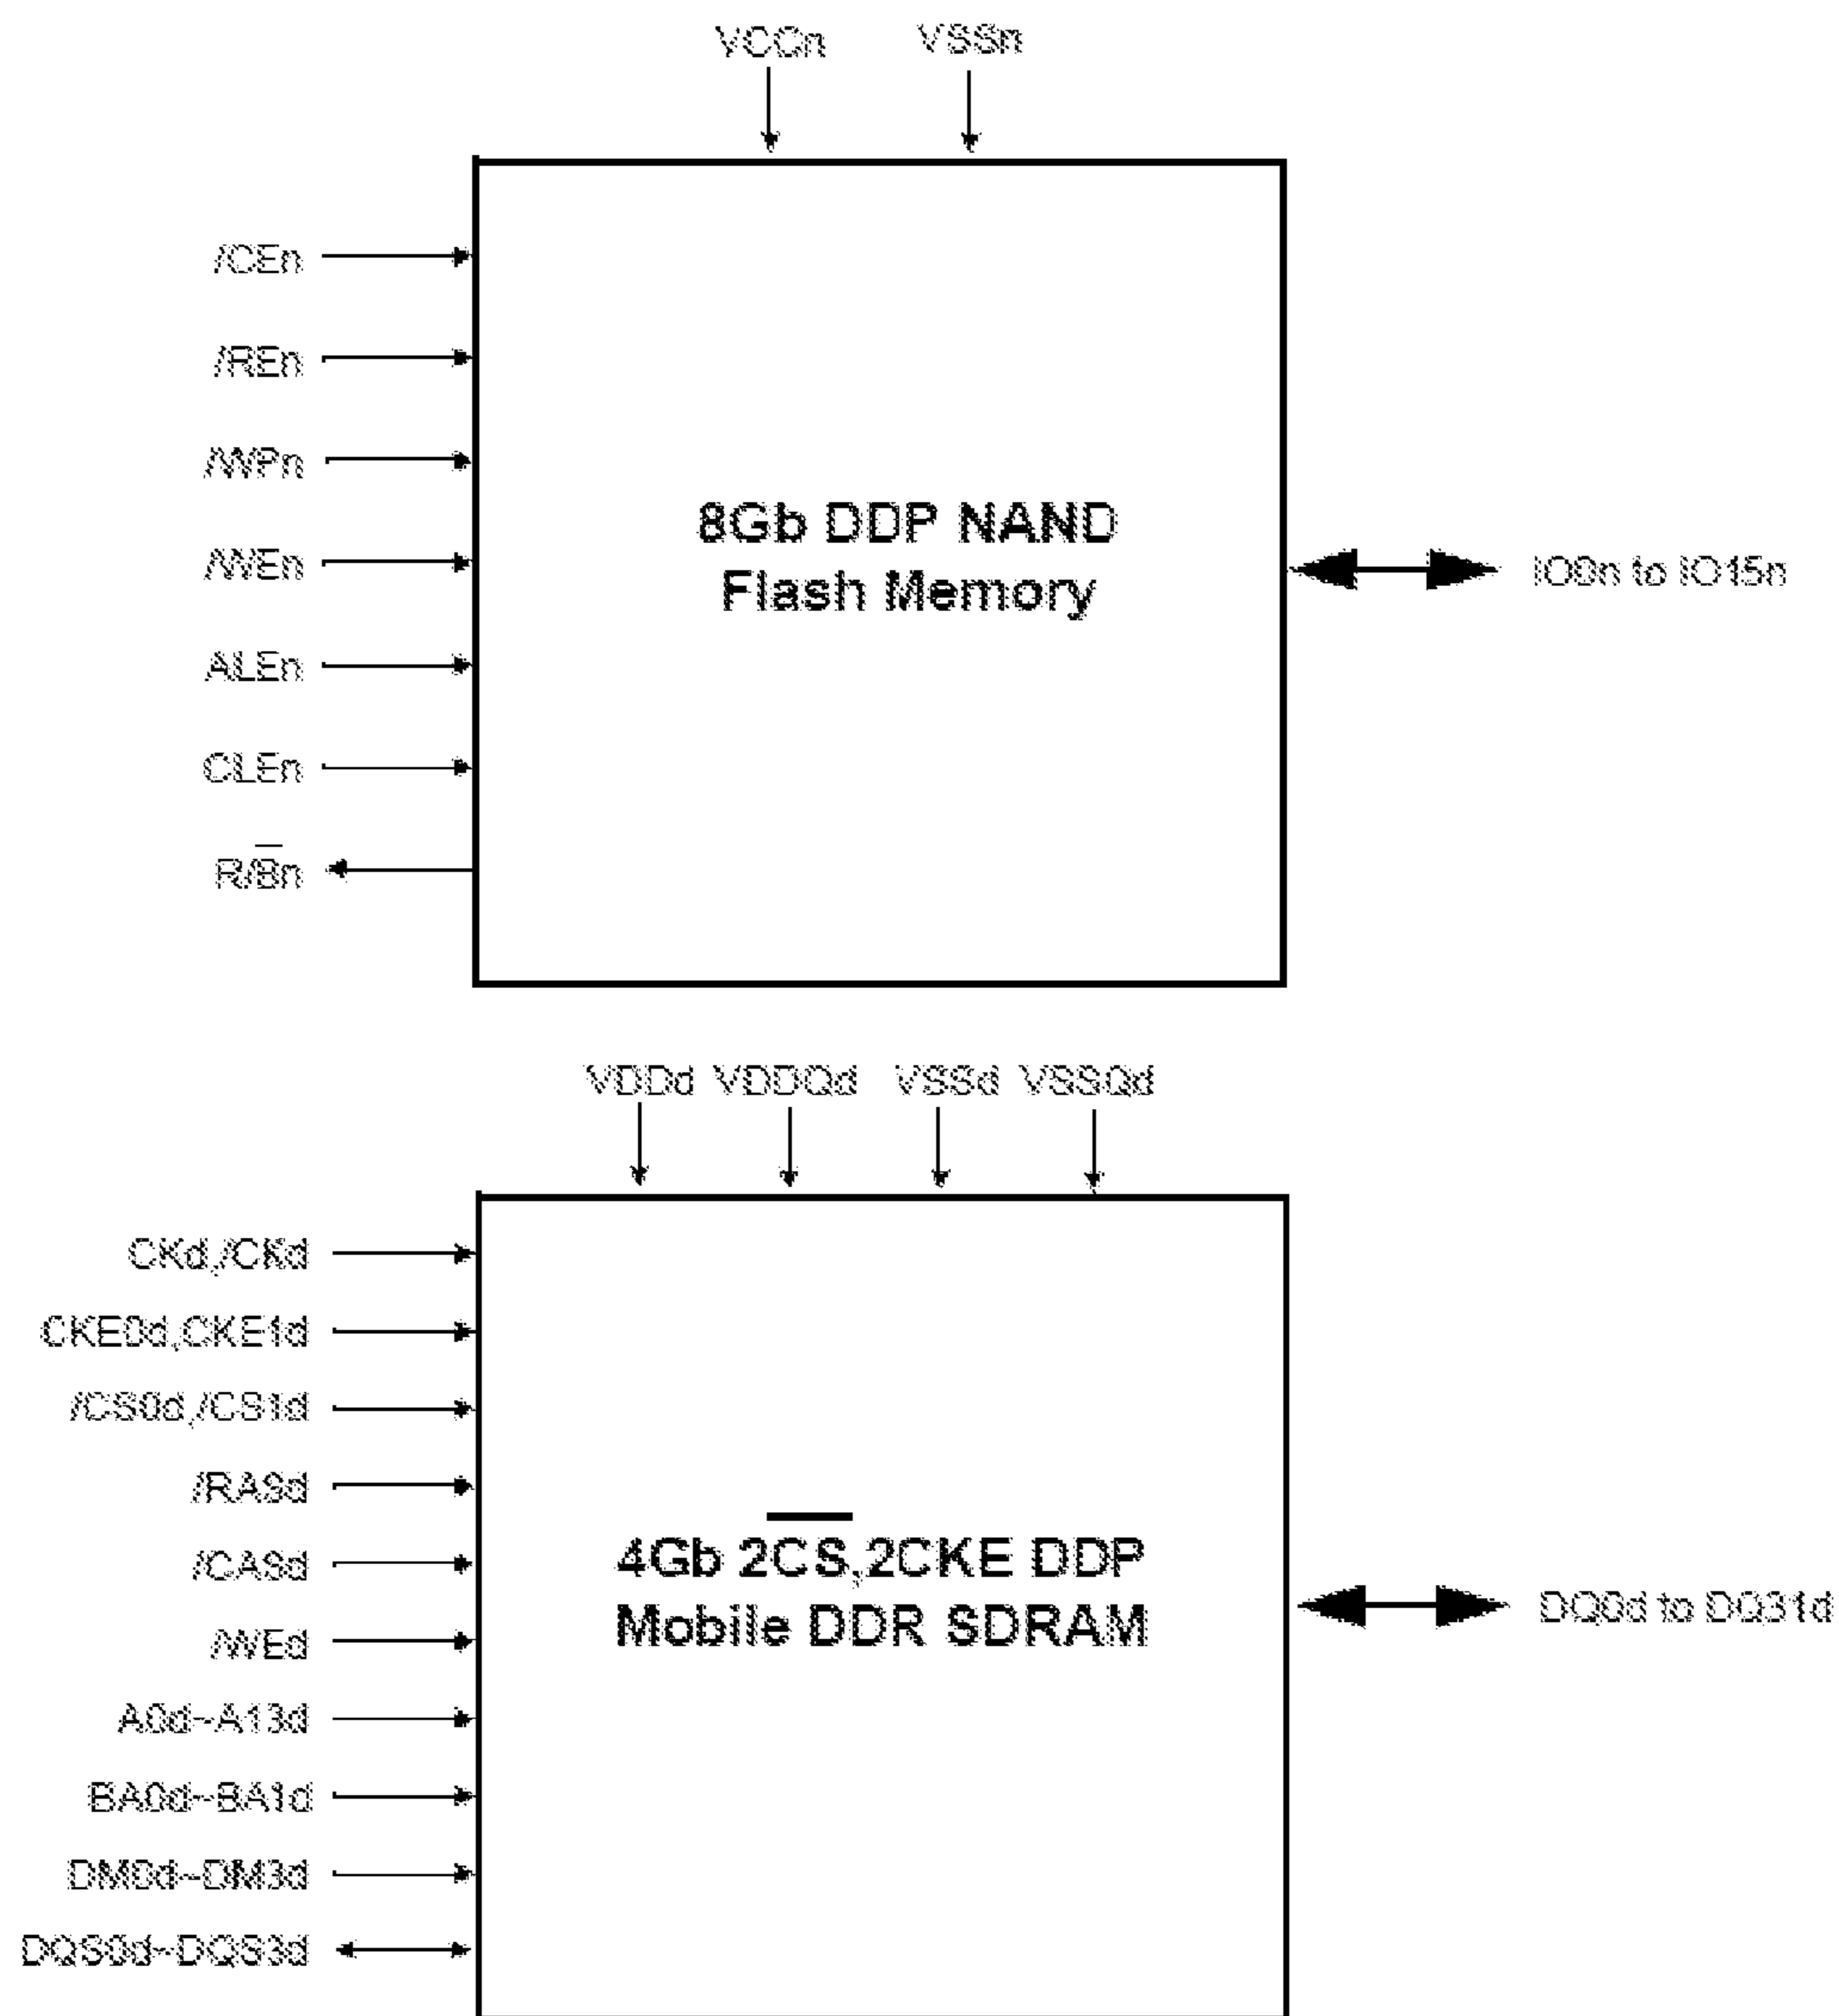 VCCn VSSn
/CEn
/REn
/WPn
/WEn
ALEn
CLEn
R/B̅n
8Gb DDP NAND
Flash Memory
IO0n to IO15n
VDDd VDDQd VSSd VSSQd
CKd,/CKd
CKE0d,CKE1d
/CS0d,/CS1d
/RASd
/CASd
/WEd
A0d~A13d
BA0d~BA1d
DM0d~DM3d
DQS0d~DQS3d
4Gb 2C̅S̅,2CKE DDP
Mobile DDR SDRAM
DQ0d to DQ31d